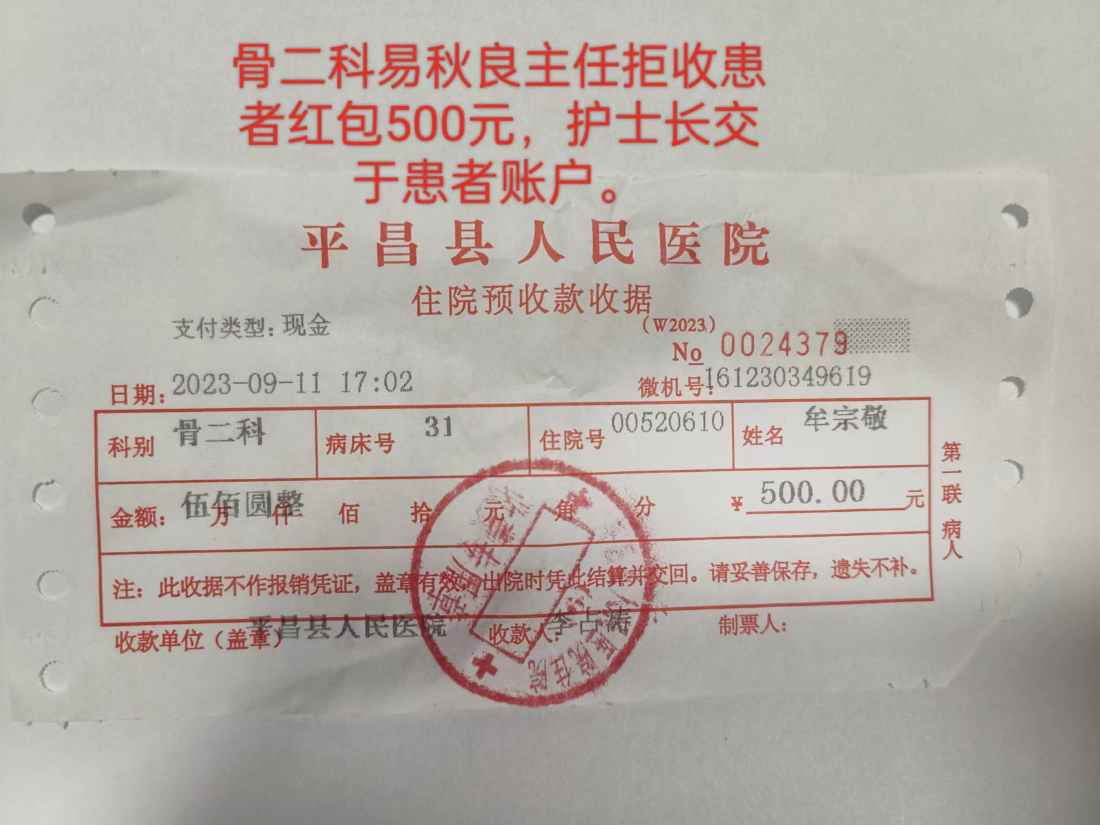 骨二科易秋良主任拒收患
者红包500元，护士长交
于患者账户。
平昌县人民医院
住院预收款收据
支付类型:现金
(W2023)
No 0024379
日期: 2023-09-11 17:02 微机号: 161230349619
科别 骨二科 病床号 31 住院号 00520610 姓名 牟宗敬
金额: 伍佰圆整 万 仟 佰 拾 元 角 分 ¥ 500.00 元
注: 此收据不作报销凭证，盖章有效，出院时凭此结算并交回。请妥善保存，遗失不补。
收款单位（盖章） 平昌县人民医院 收款人: 李占涛 制票人:
第一联 病人